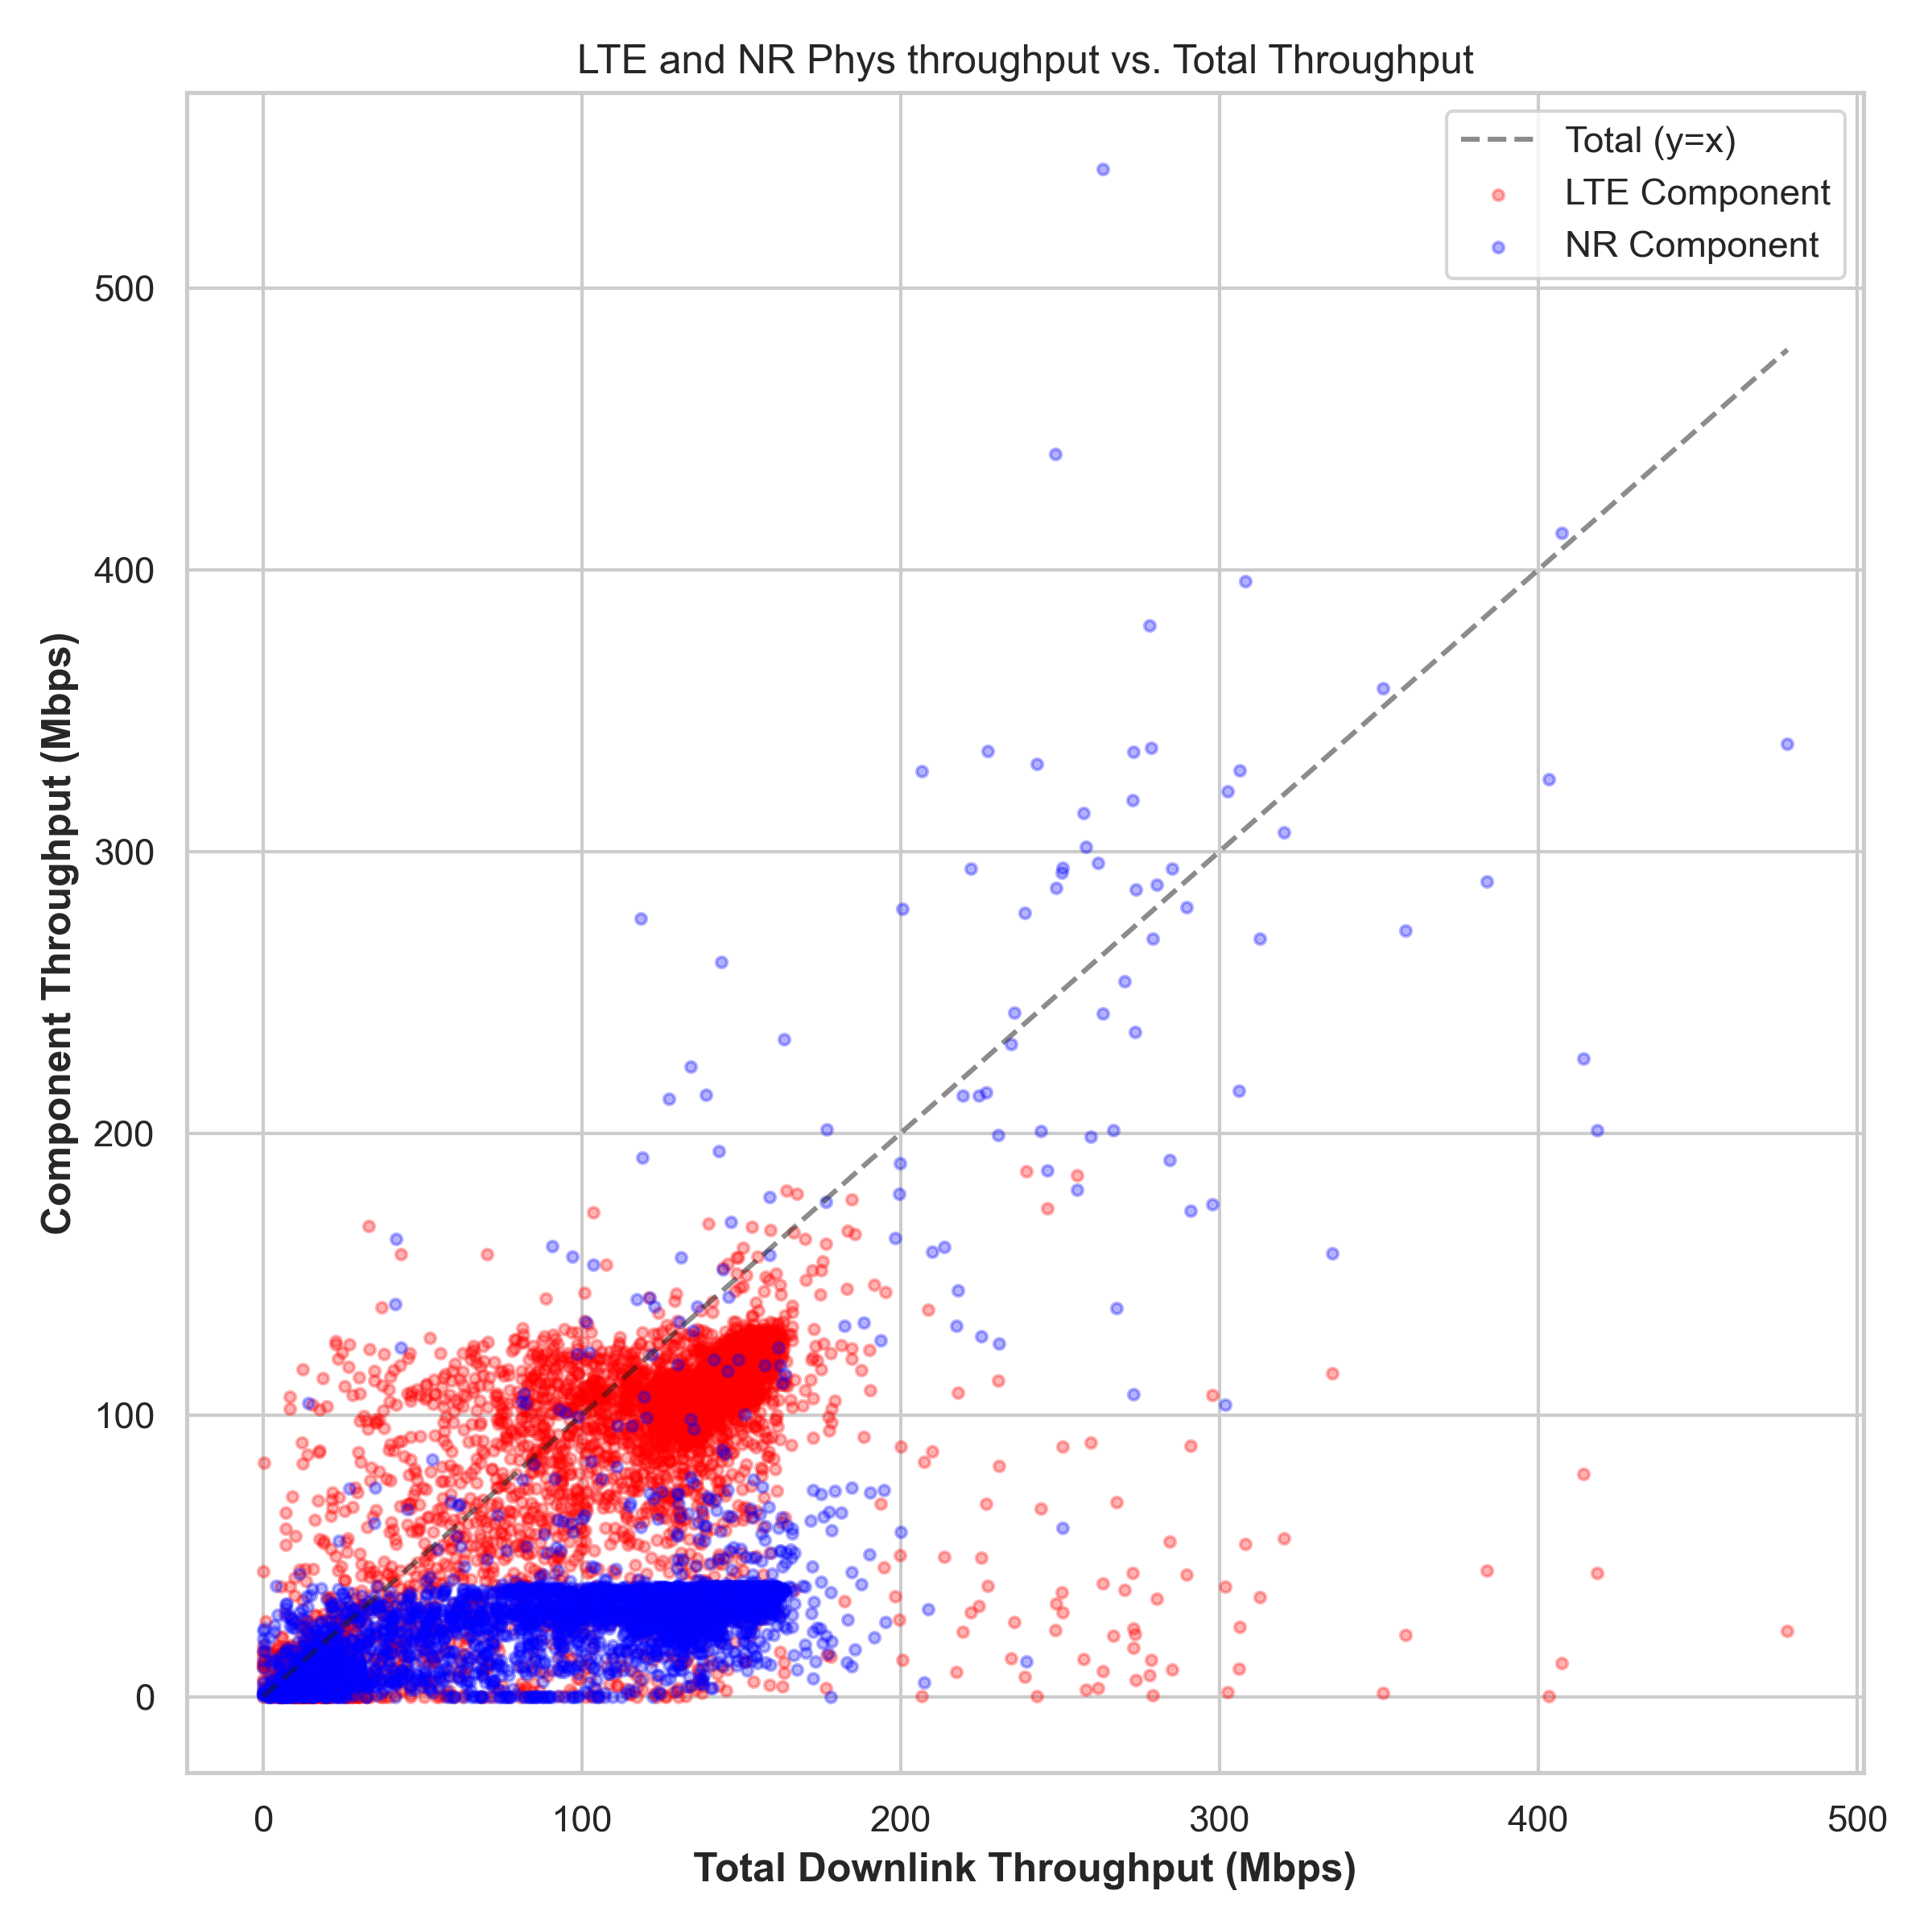 LTE and NR Phys throughput vs. Total Throughput
Total (y=x)
LTE Component
NR Component
Component Throughput (Mbps)
500
400
300
200
100
0
0 100 200 300 400 500
Total Downlink Throughput (Mbps)